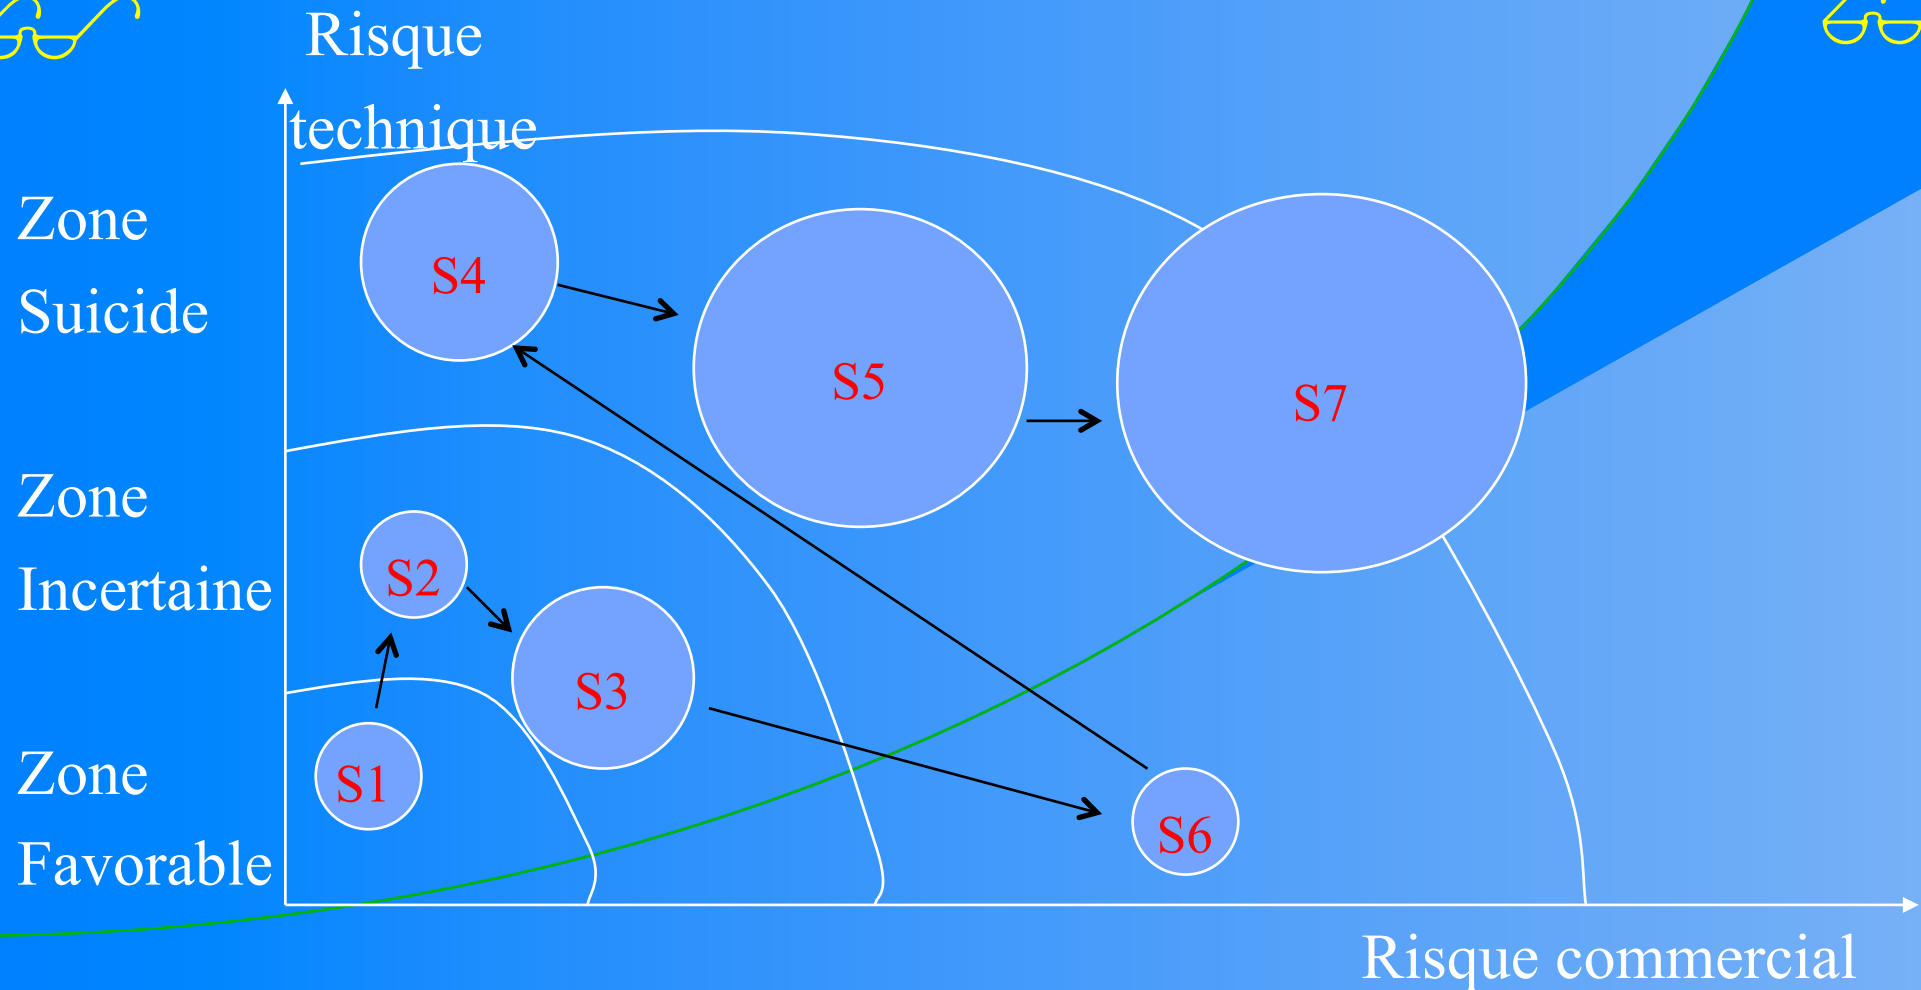 Risque
technique
Zone
Suicide
S4
S5
S7
Zone
Incertaine
S2
S3
Zone
Favorable
S1
S6
Risque commercial